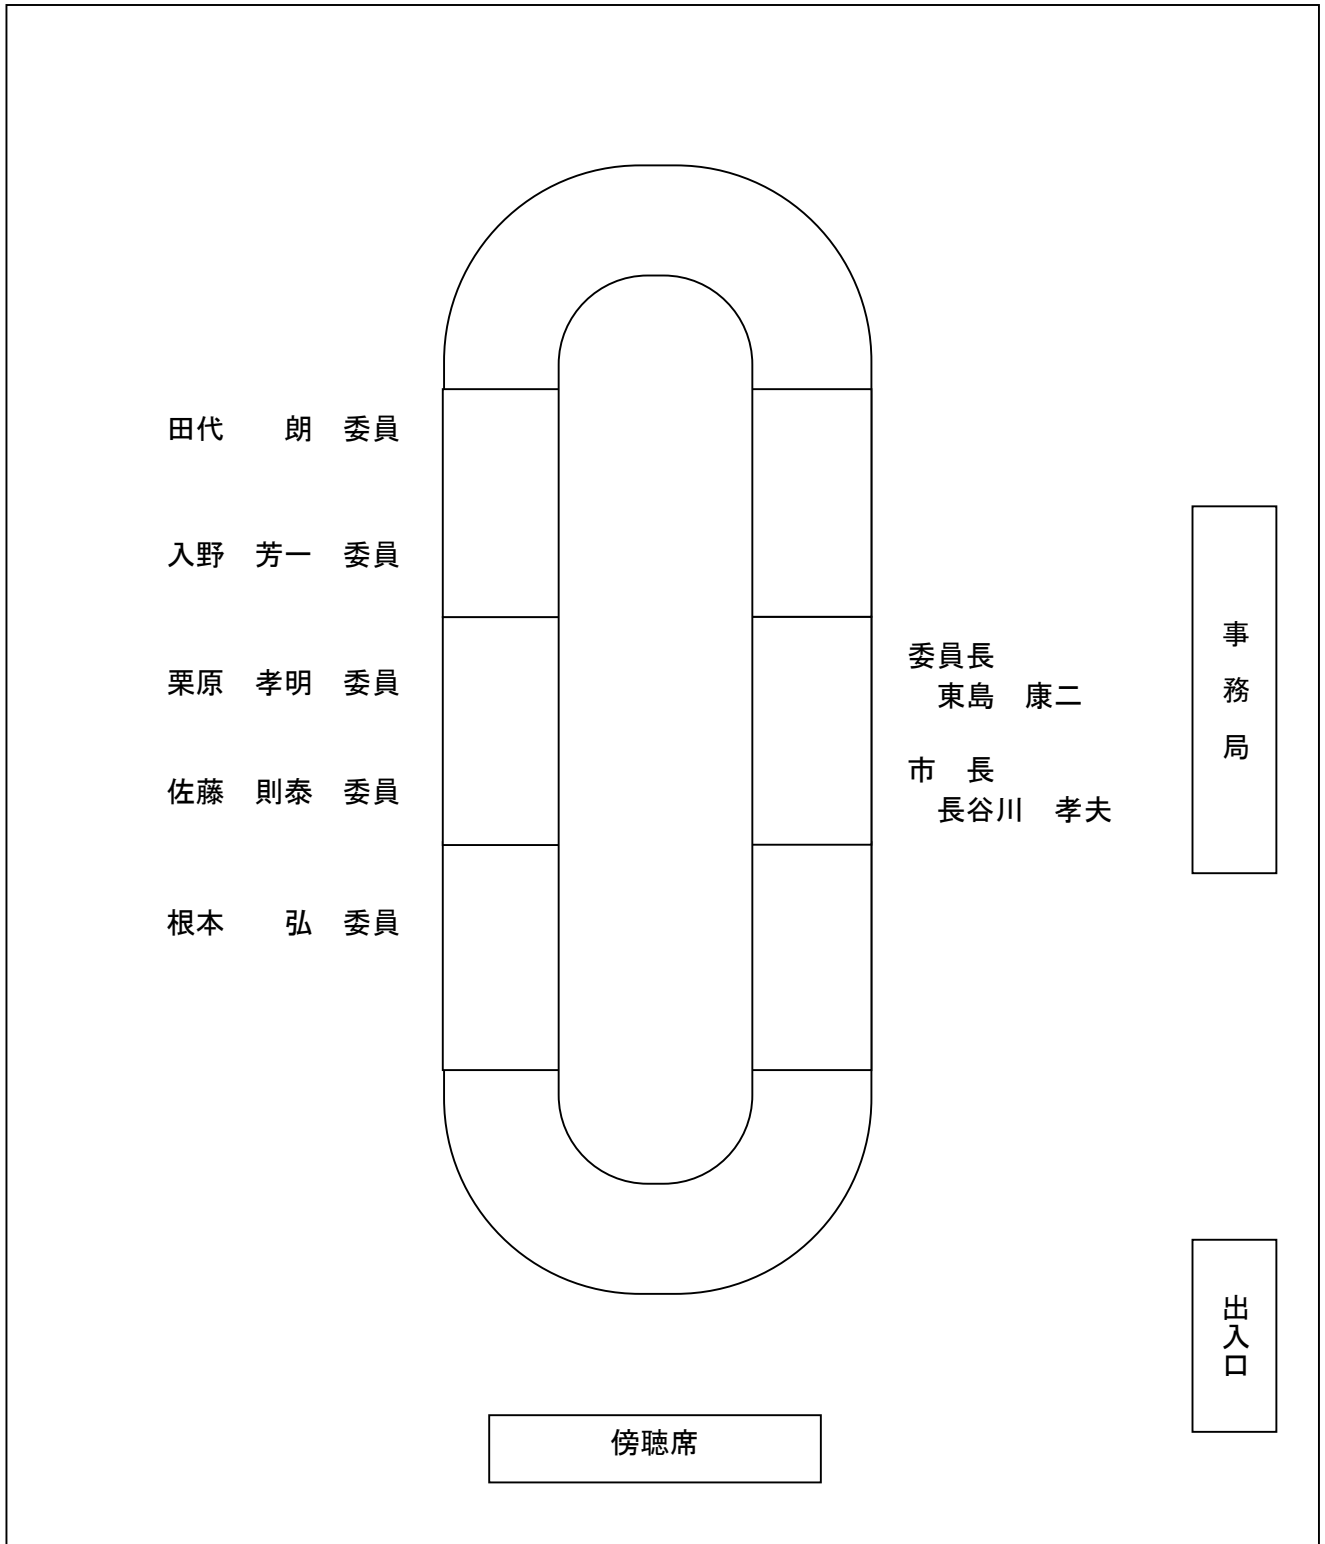 田代　　朗　委員
入野　芳一　委員
栗原　孝明　委員
佐藤　則泰　委員
根本　　弘　委員
委員長
東島　康二
市　長
長谷川　孝夫
事務局
出入口
傍聴席